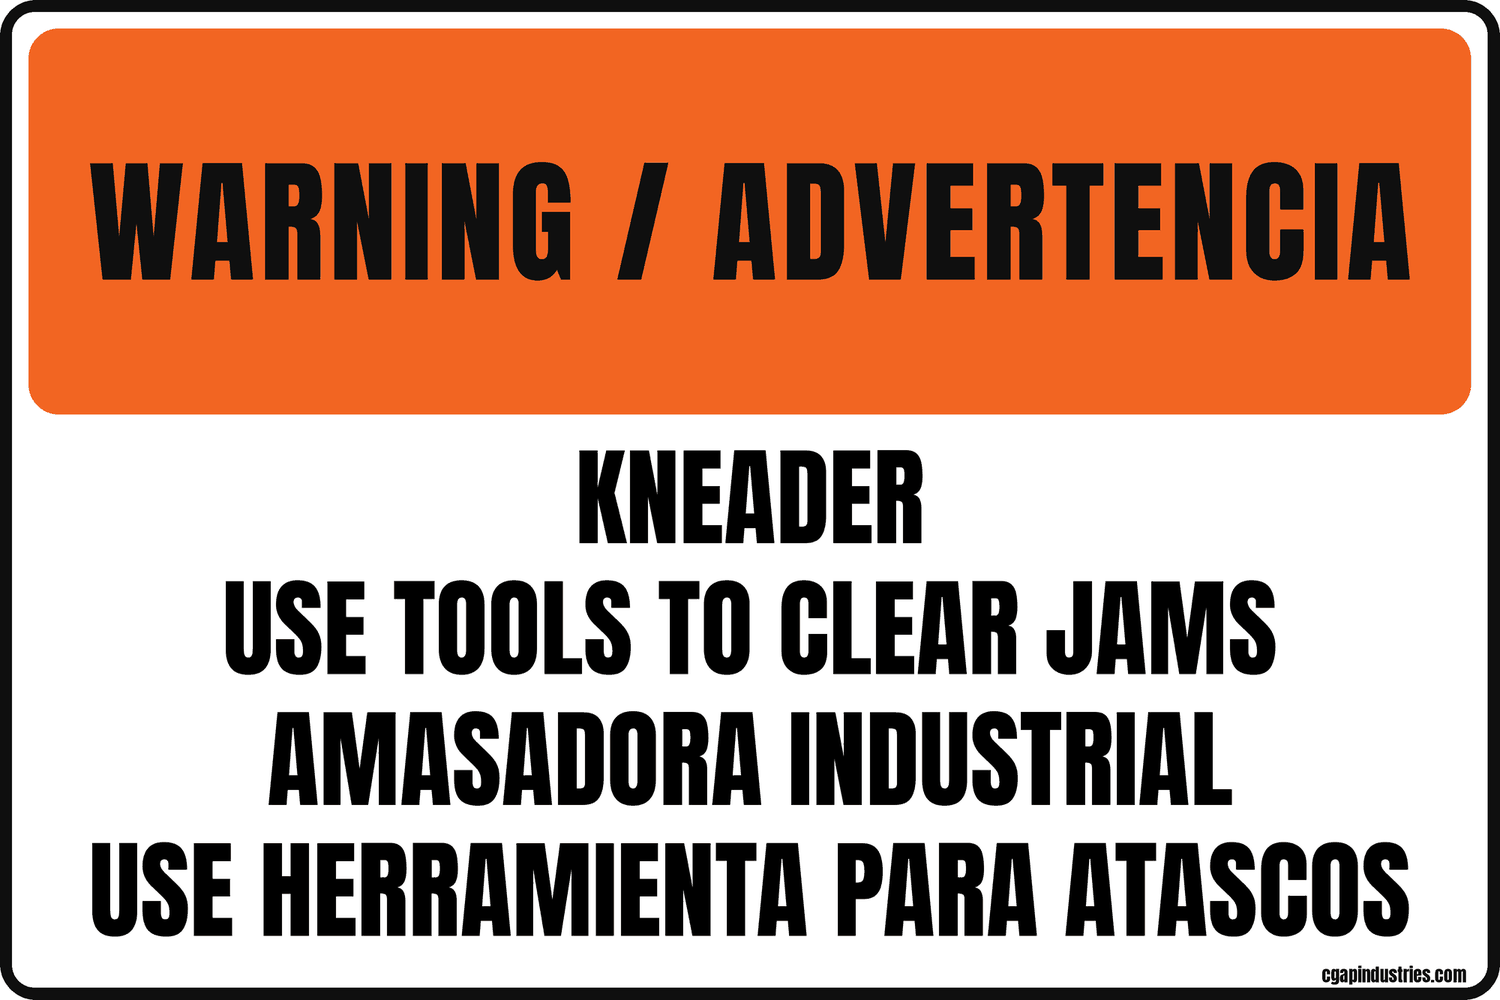 WARNING / ADVERTENCIA
KNEADER
USE TOOLS TO CLEAR JAMS
AMASADORA INDUSTRIAL
USE HERRAMIENTA PARA ATASCOS
cgapindustries.com